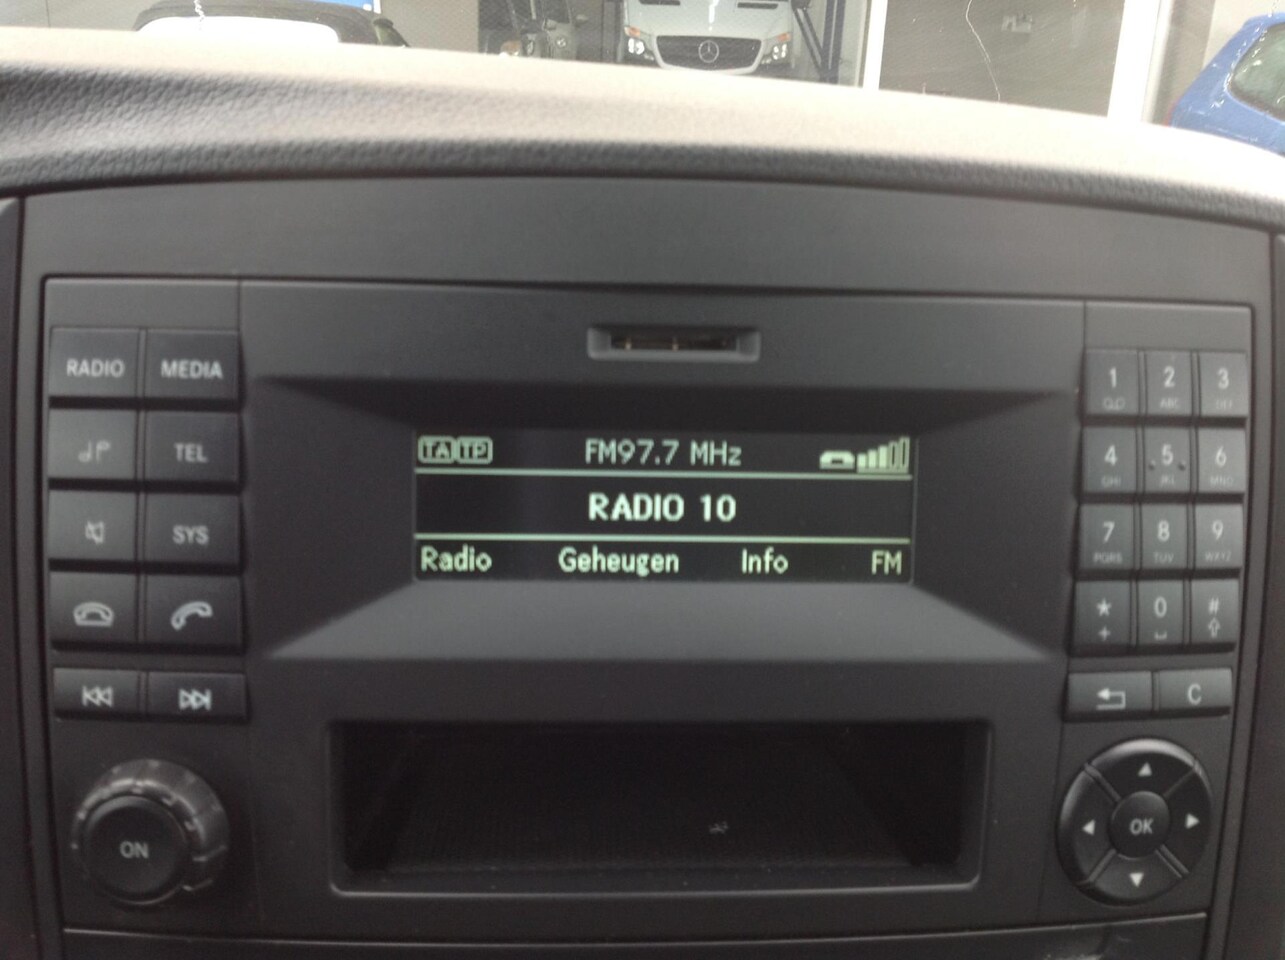 RADIO MEDIA
TEL
SYS
ON
TA TP FM97.7 MHz
RADIO 10
Radio Geheugen Info FM
1 2 3
ABC DEF
4 5 6
GHI JKL MNO
7 8 9
PQRS TUV WXYZ
* 0 #
+
C
OK